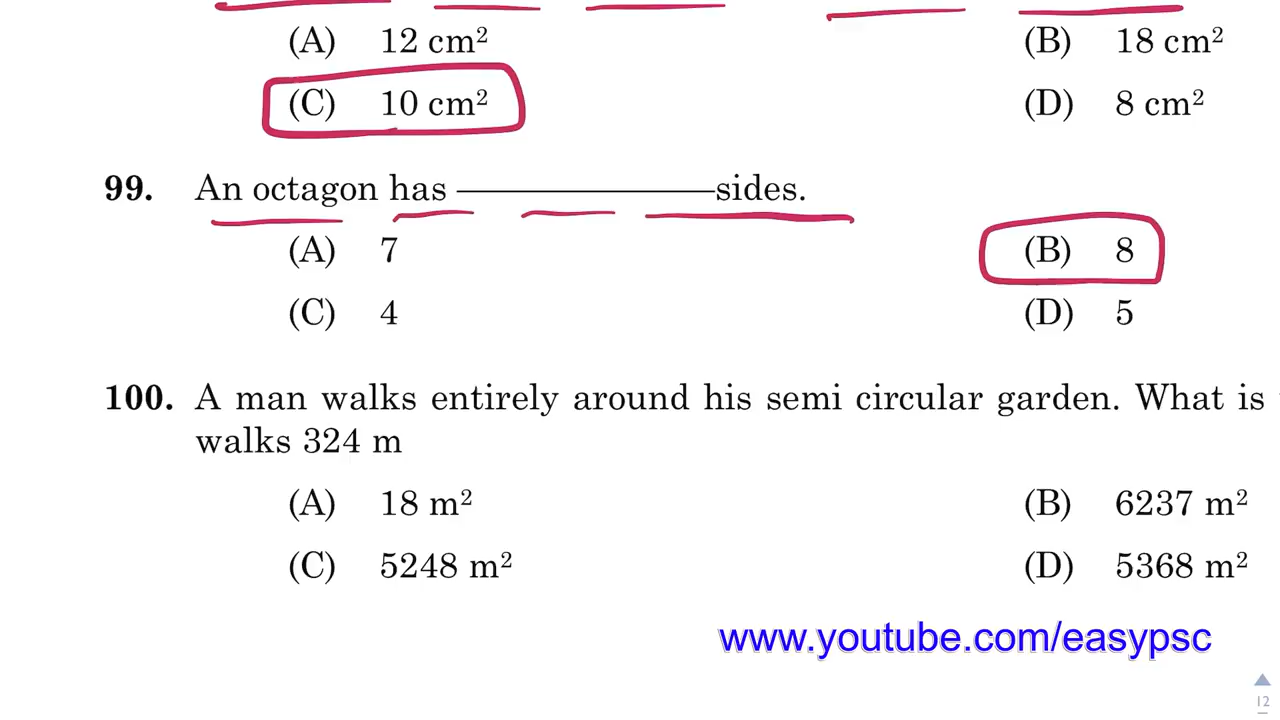 (A) 12 cm² (B) 18 cm²
(C) 10 cm² (D) 8 cm²
99. An octagon has ——————— sides.
(A) 7 (B) 8
(C) 4 (D) 5
100. A man walks entirely around his semi circular garden. What is
walks 324 m
(A) 18 m² (B) 6237 m²
(C) 5248 m² (D) 5368 m²
www.youtube.com/easypsc
12